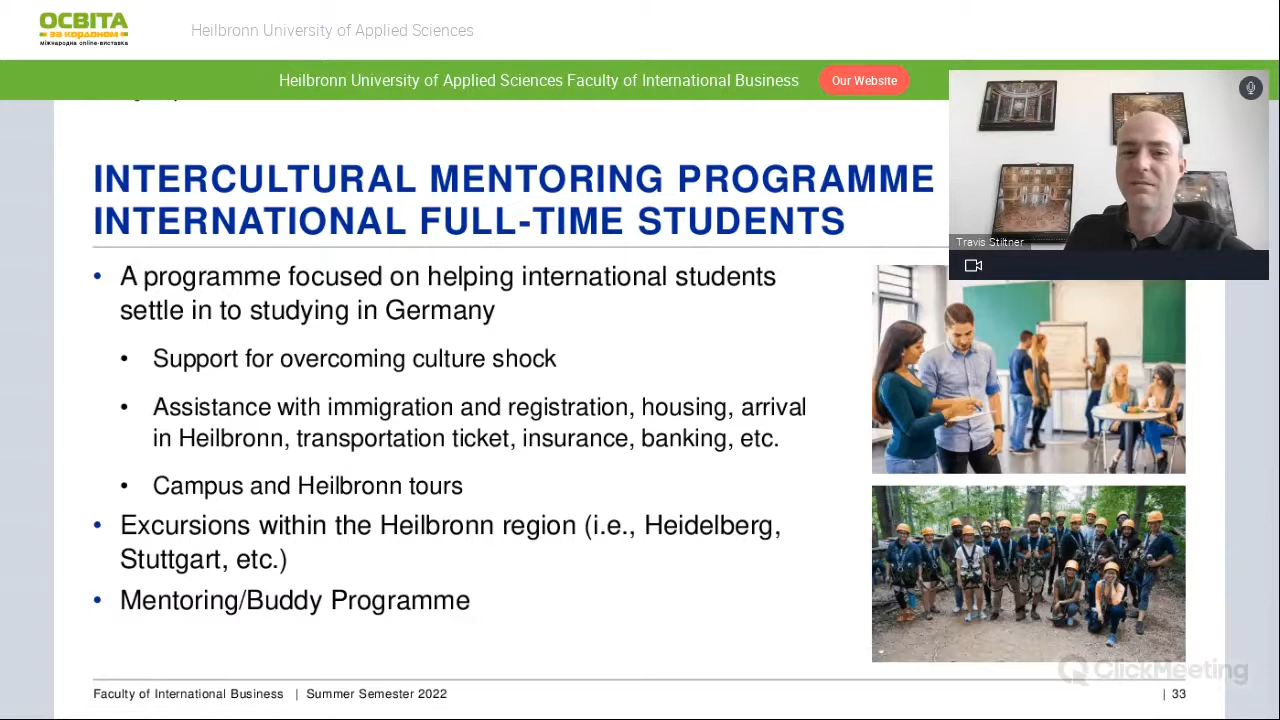 ОСВІТА
за кордоном
міжнародна online-виставка
Heilbronn University of Applied Sciences
Heilbronn University of Applied Sciences Faculty of International Business
Our Website
Travis Stiltner
INTERCULTURAL MENTORING PROGRAMME
INTERNATIONAL FULL-TIME STUDENTS
• A programme focused on helping international students
settle in to studying in Germany
• Support for overcoming culture shock
• Assistance with immigration and registration, housing, arrival
in Heilbronn, transportation ticket, insurance, banking, etc.
• Campus and Heilbronn tours
• Excursions within the Heilbronn region (i.e., Heidelberg,
Stuttgart, etc.)
• Mentoring/Buddy Programme
ClickMeeting
Faculty of International Business | Summer Semester 2022
| 33